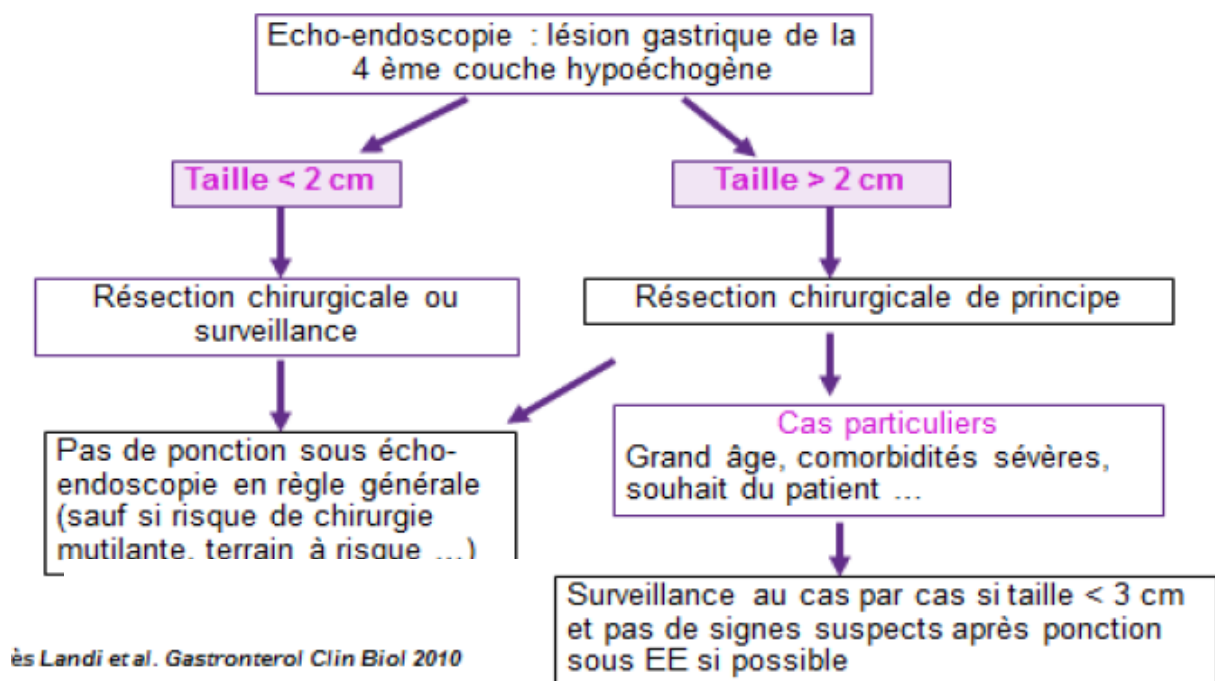 Echo-endoscopie : lésion gastrique de la
4 ème couche hypoéchogène
Taille < 2 cm
Taille > 2 cm
Résection chirurgicale ou
surveillance
Résection chirurgicale de principe
Pas de ponction sous écho-
endoscopie en règle générale
(sauf si risque de chirurgie
mutilante, terrain à risque ...)
Cas particuliers
Grand âge, comorbidités sévères,
souhait du patient ...
Surveillance au cas par cas si taille < 3 cm
et pas de signes suspects après ponction
sous EE si possible
ès Landi et al. Gastronterol Clin Biol 2010